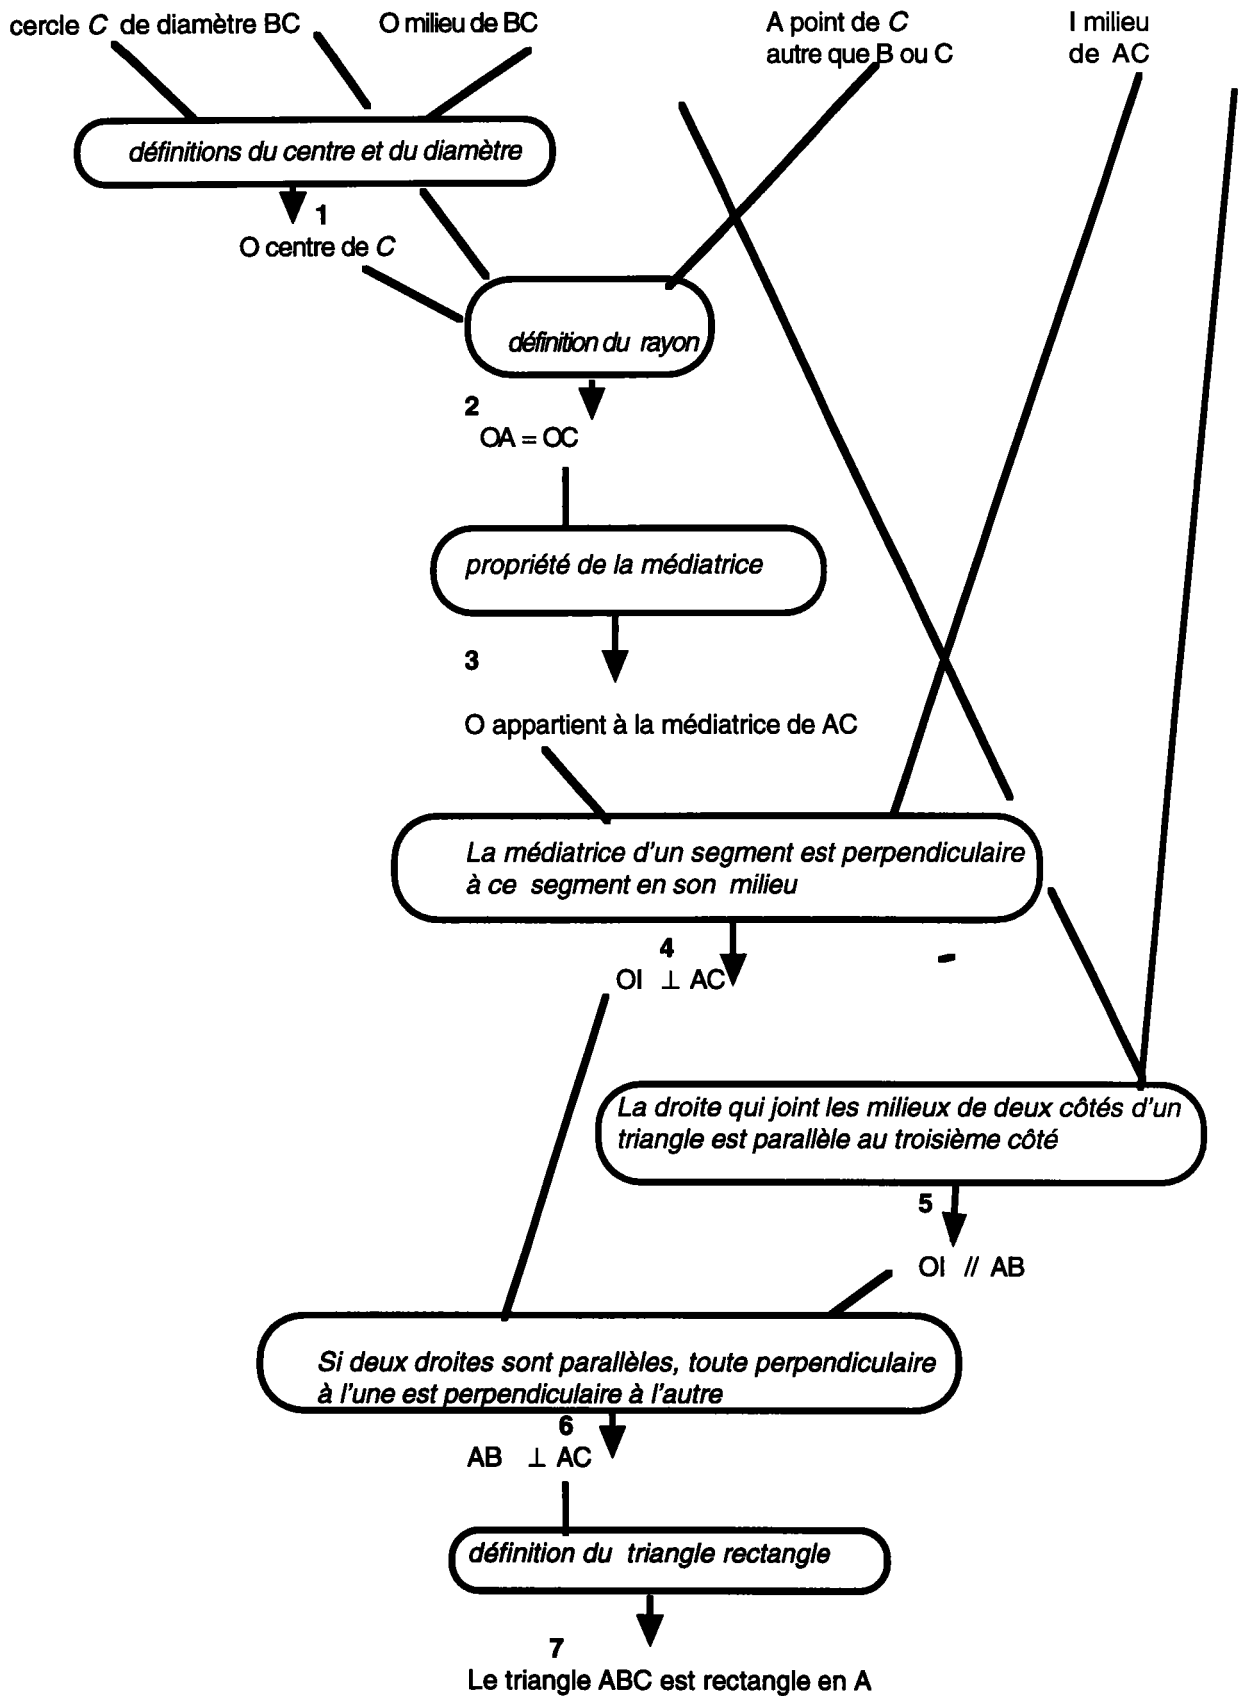 cercle C de diamètre BC
O milieu de BC
A point de C
autre que B ou C
I milieu
de AC
définitions du centre et du diamètre
1
O centre de C
définition du rayon
2
OA = OC
propriété de la médiatrice
3
O appartient à la médiatrice de AC
La médiatrice d'un segment est perpendiculaire
à ce segment en son milieu
4
OI ⊥ AC
La droite qui joint les milieux de deux côtés d'un
triangle est parallèle au troisième côté
5
OI // AB
Si deux droites sont parallèles, toute perpendiculaire
à l'une est perpendiculaire à l'autre
6
AB ⊥ AC
définition du triangle rectangle
7
Le triangle ABC est rectangle en A